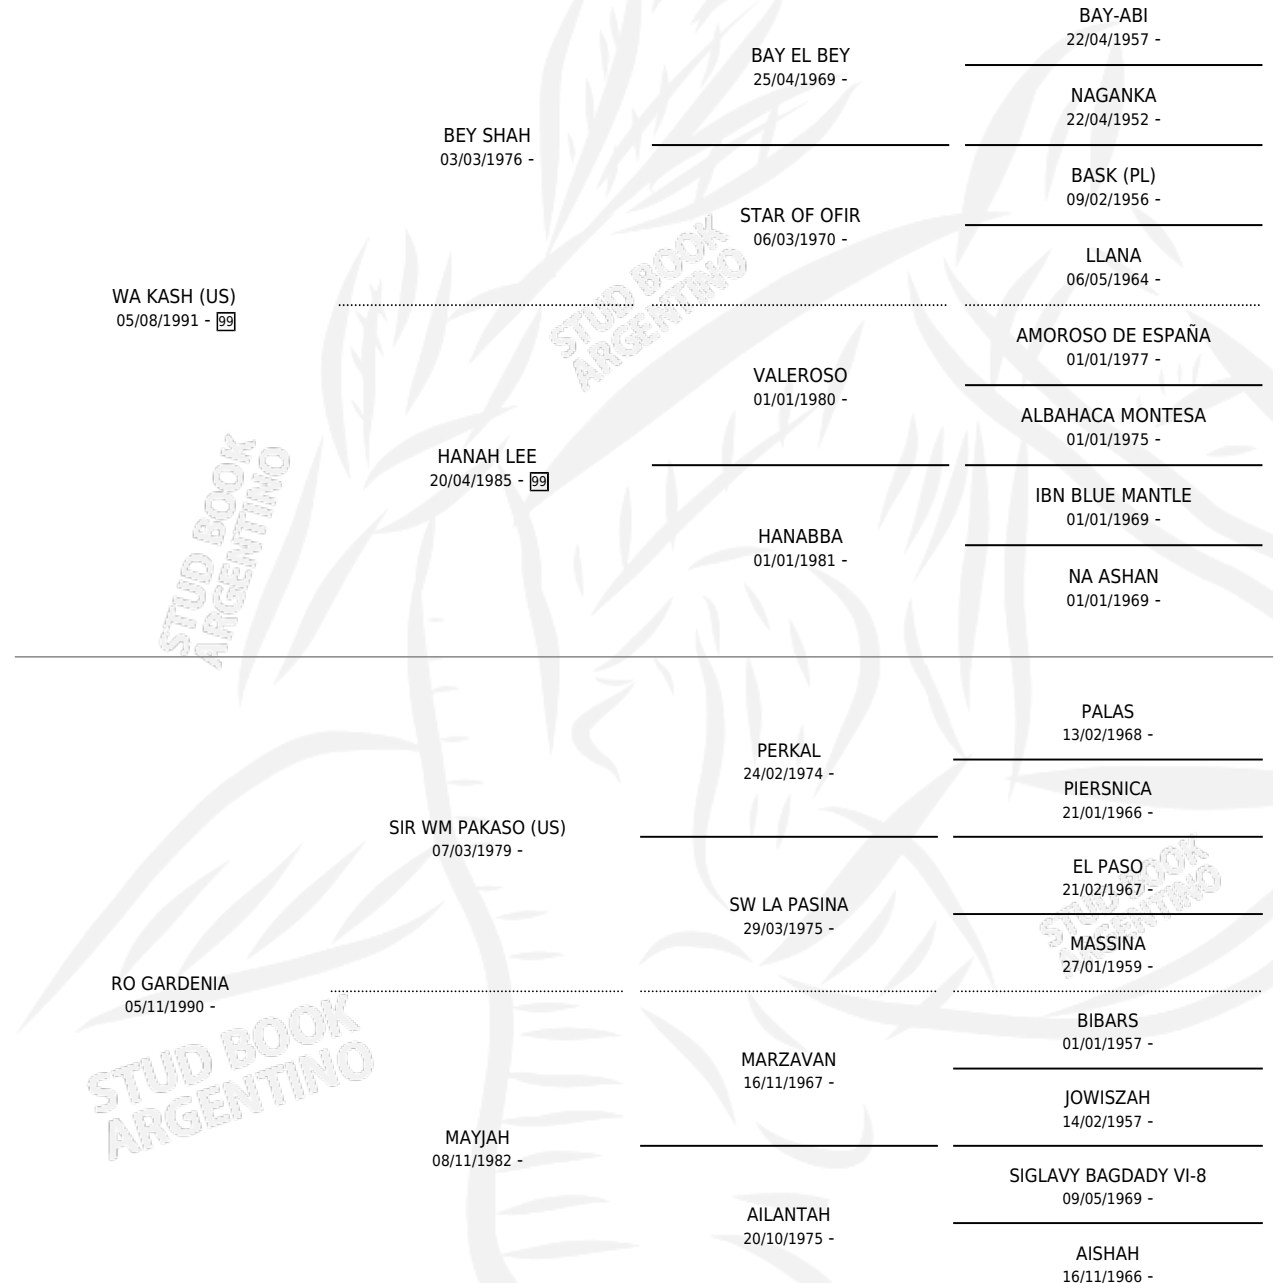 BAY-ABI
22/04/1957 -
BAY EL BEY
25/04/1969 -
NAGANKA
22/04/1952 -
BEY SHAH
03/03/1976 -
BASK (PL)
09/02/1956 -
STAR OF OFIR
06/03/1970 -
LLANA
06/05/1964 -
WA KASH (US)
05/08/1991 - 99
AMOROSO DE ESPAÑA
01/01/1977 -
VALEROSO
01/01/1980 -
ALBAHACA MONTESA
01/01/1975 -
HANAH LEE
20/04/1985 - 99
IBN BLUE MANTLE
01/01/1969 -
HANABBA
01/01/1981 -
NA ASHAN
01/01/1969 -
PALAS
13/02/1968 -
PERKAL
24/02/1974 -
PIERSNICA
21/01/1966 -
SIR WM PAKASO (US)
07/03/1979 -
EL PASO
21/02/1967 -
SW LA PASINA
29/03/1975 -
MASSINA
27/01/1959 -
RO GARDENIA
05/11/1990 -
BIBARS
01/01/1957 -
MARZAVAN
16/11/1967 -
JOWISZAH
14/02/1957 -
MAYJAH
08/11/1982 -
SIGLAVY BAGDADY VI-8
09/05/1969 -
AILANTAH
20/10/1975 -
AISHAH
16/11/1966 -
STUD BOOK
ARGENTINO
STUD BOOK
ARGENTINO
STUD BOOK
ARGENTINO
STUD BOOK
ARGENTINO